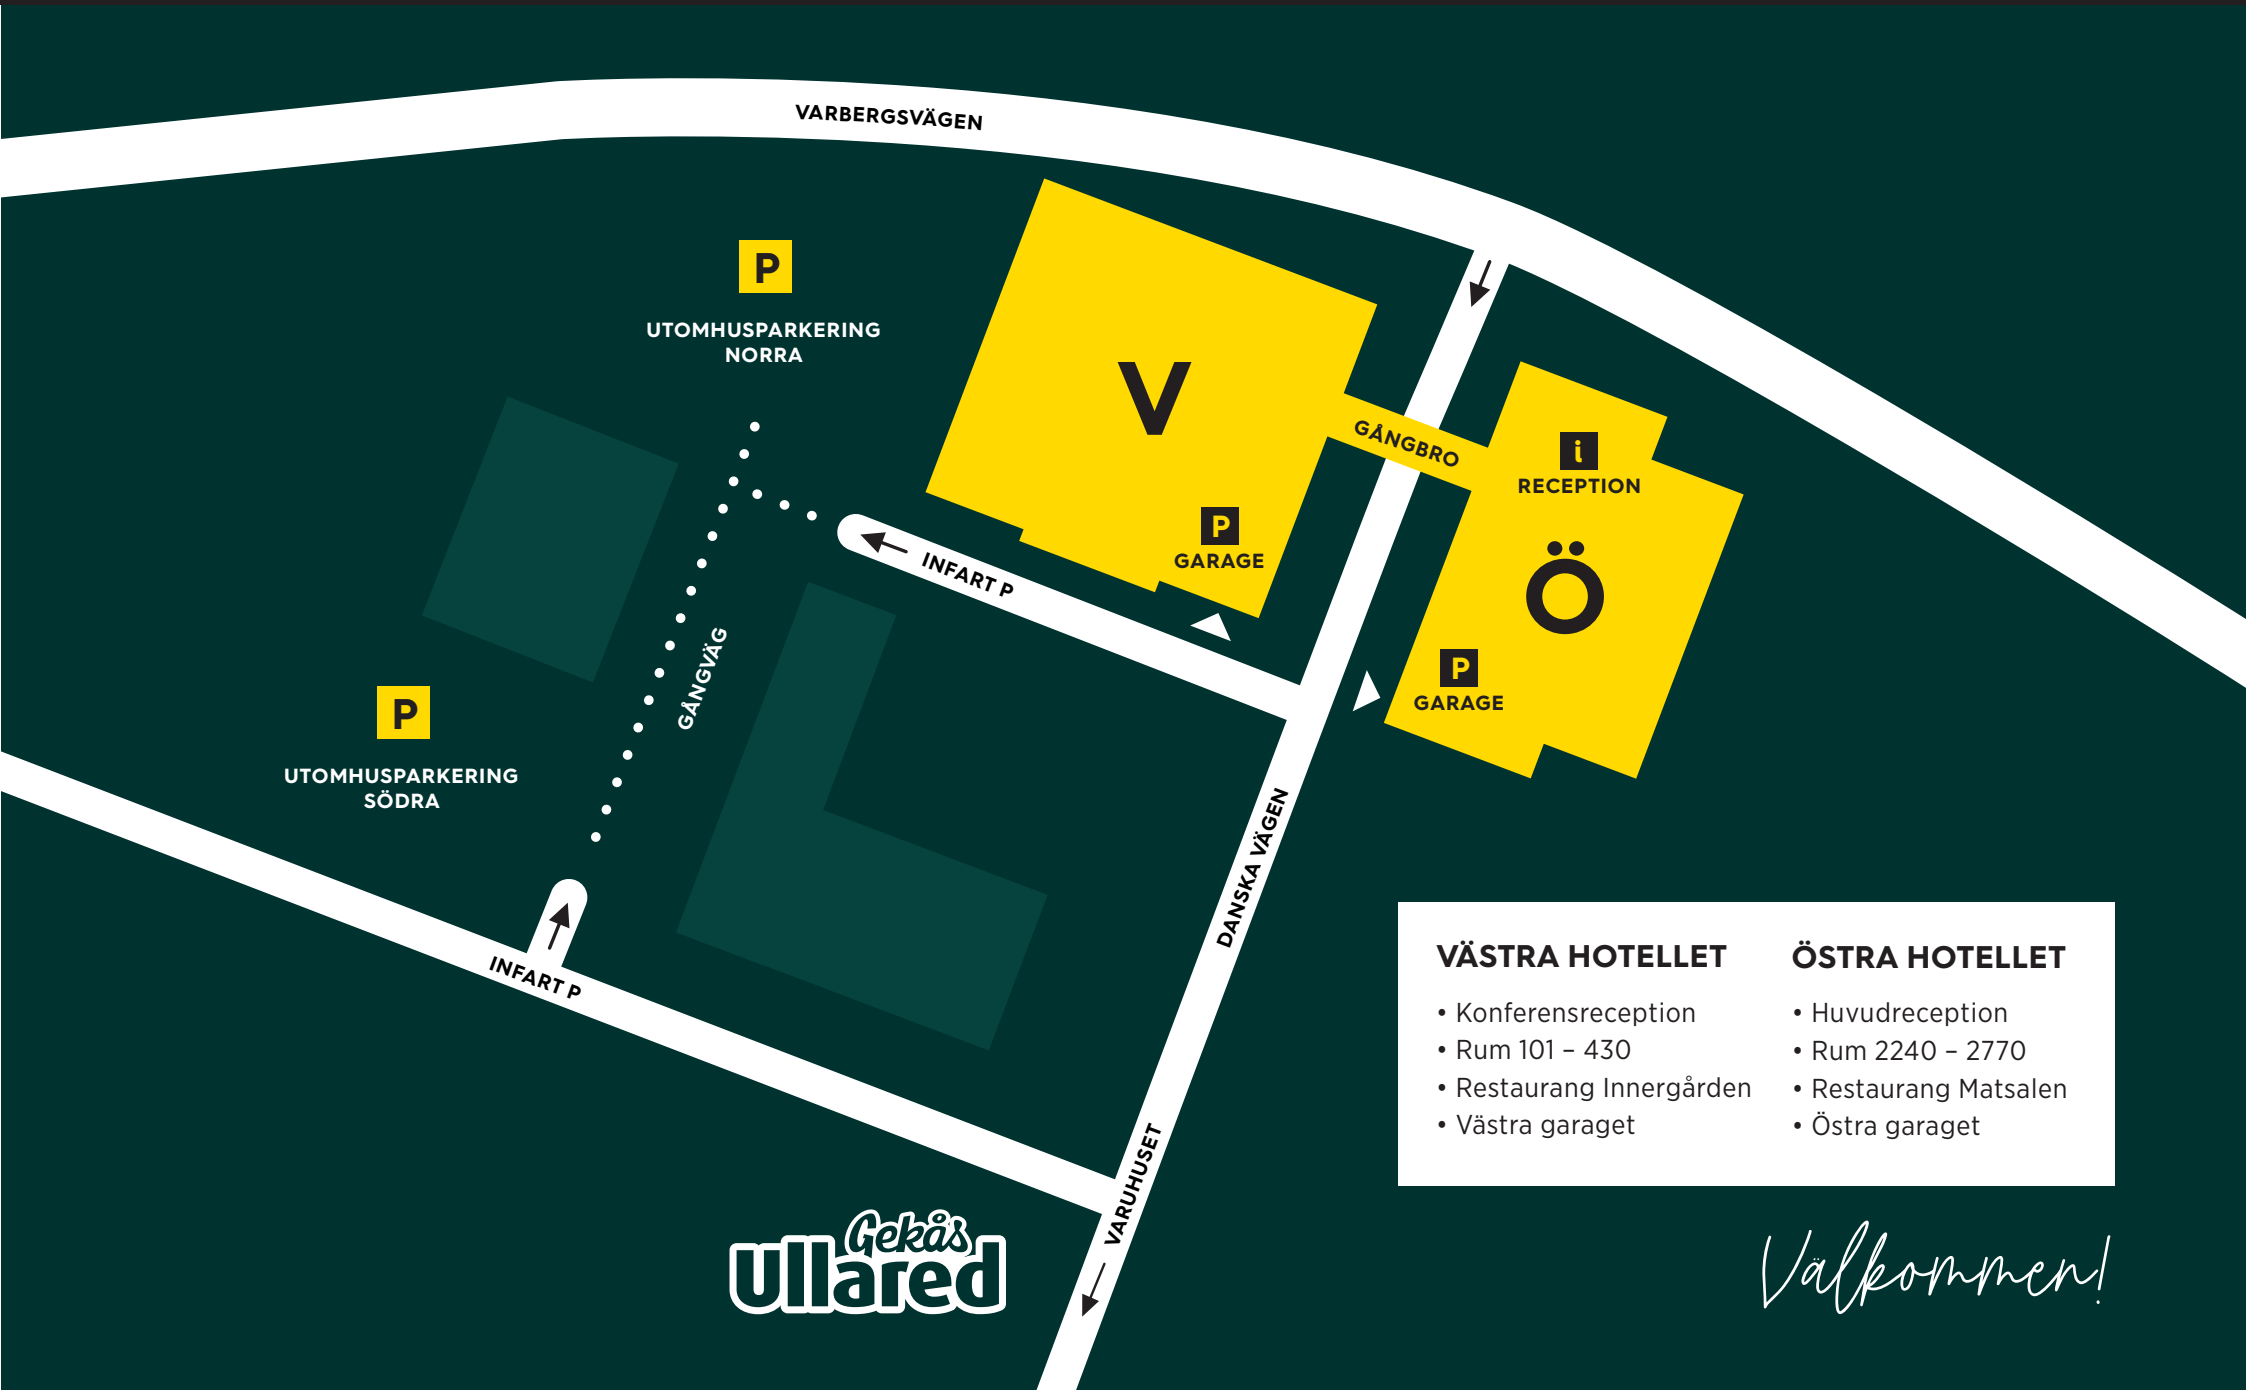 VARBERGSVÄGEN
P
UTOMHUSPARKERING
NORRA
V
GÅNGBRO
i
RECEPTION
P
GARAGE
INFART P
Ö
P
GARAGE
GÅNGVÄG
P
UTOMHUSPARKERING
SÖDRA
DANSKA VÄGEN
INFART P
VARUHUSET
VÄSTRA HOTELLET
• Konferensreception
• Rum 101 – 430
• Restaurang Innergården
• Västra garaget
ÖSTRA HOTELLET
• Huvudreception
• Rum 2240 – 2770
• Restaurang Matsalen
• Östra garaget
Gekås
Ullared
Välkommen!